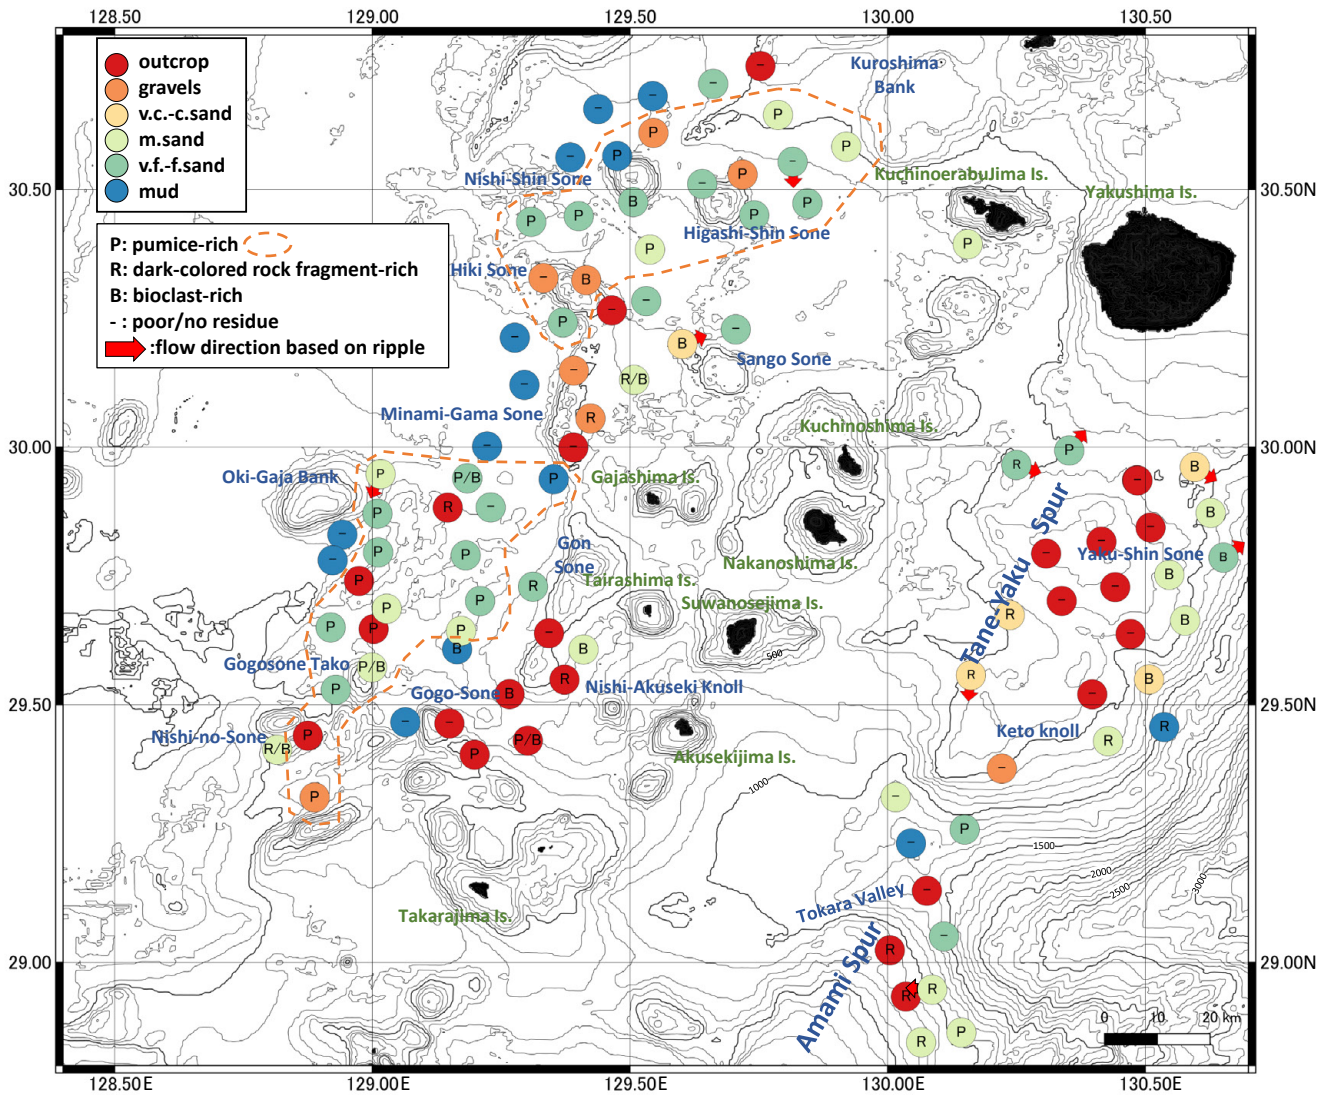 128.50
129.00
129.50
130.00
130.50
outcrop
gravels
v.c.-c.sand
m.sand
v.f.-f.sand
mud
P: pumice-rich
R: dark-colored rock fragment-rich
B: bioclast-rich
- : poor/no residue
:flow direction based on ripple
Kuroshima
Bank
Nishi-Shin Sone
Kuchinoerabujima Is.
Yakushima Is.
Higashi-Shin Sone
Hiki Sone
Sango Sone
Minami-Gama Sone
Kuchinoshima Is.
Oki-Gaja Bank
Gajashima Is.
Tane-Yaku Spur
Gon
Sone
Nakanoshima Is.
Yaku-Shin Sone
Tairashima Is.
Suwanosejima Is.
500
Gogosone Tako
Gogo-Sone
Nishi-Akuseki Knoll
Nishi-no-Sone
Keto knoll
Akusekijima Is.
1000
1500
2000
2500
3000
Takarajima Is.
Tokara Valley
Amami Spur
0 10 20 km
30.50
30.00
29.50
29.00
30.50N
30.00N
29.50N
29.00N
128.50E
129.00E
129.50E
130.00E
130.50E